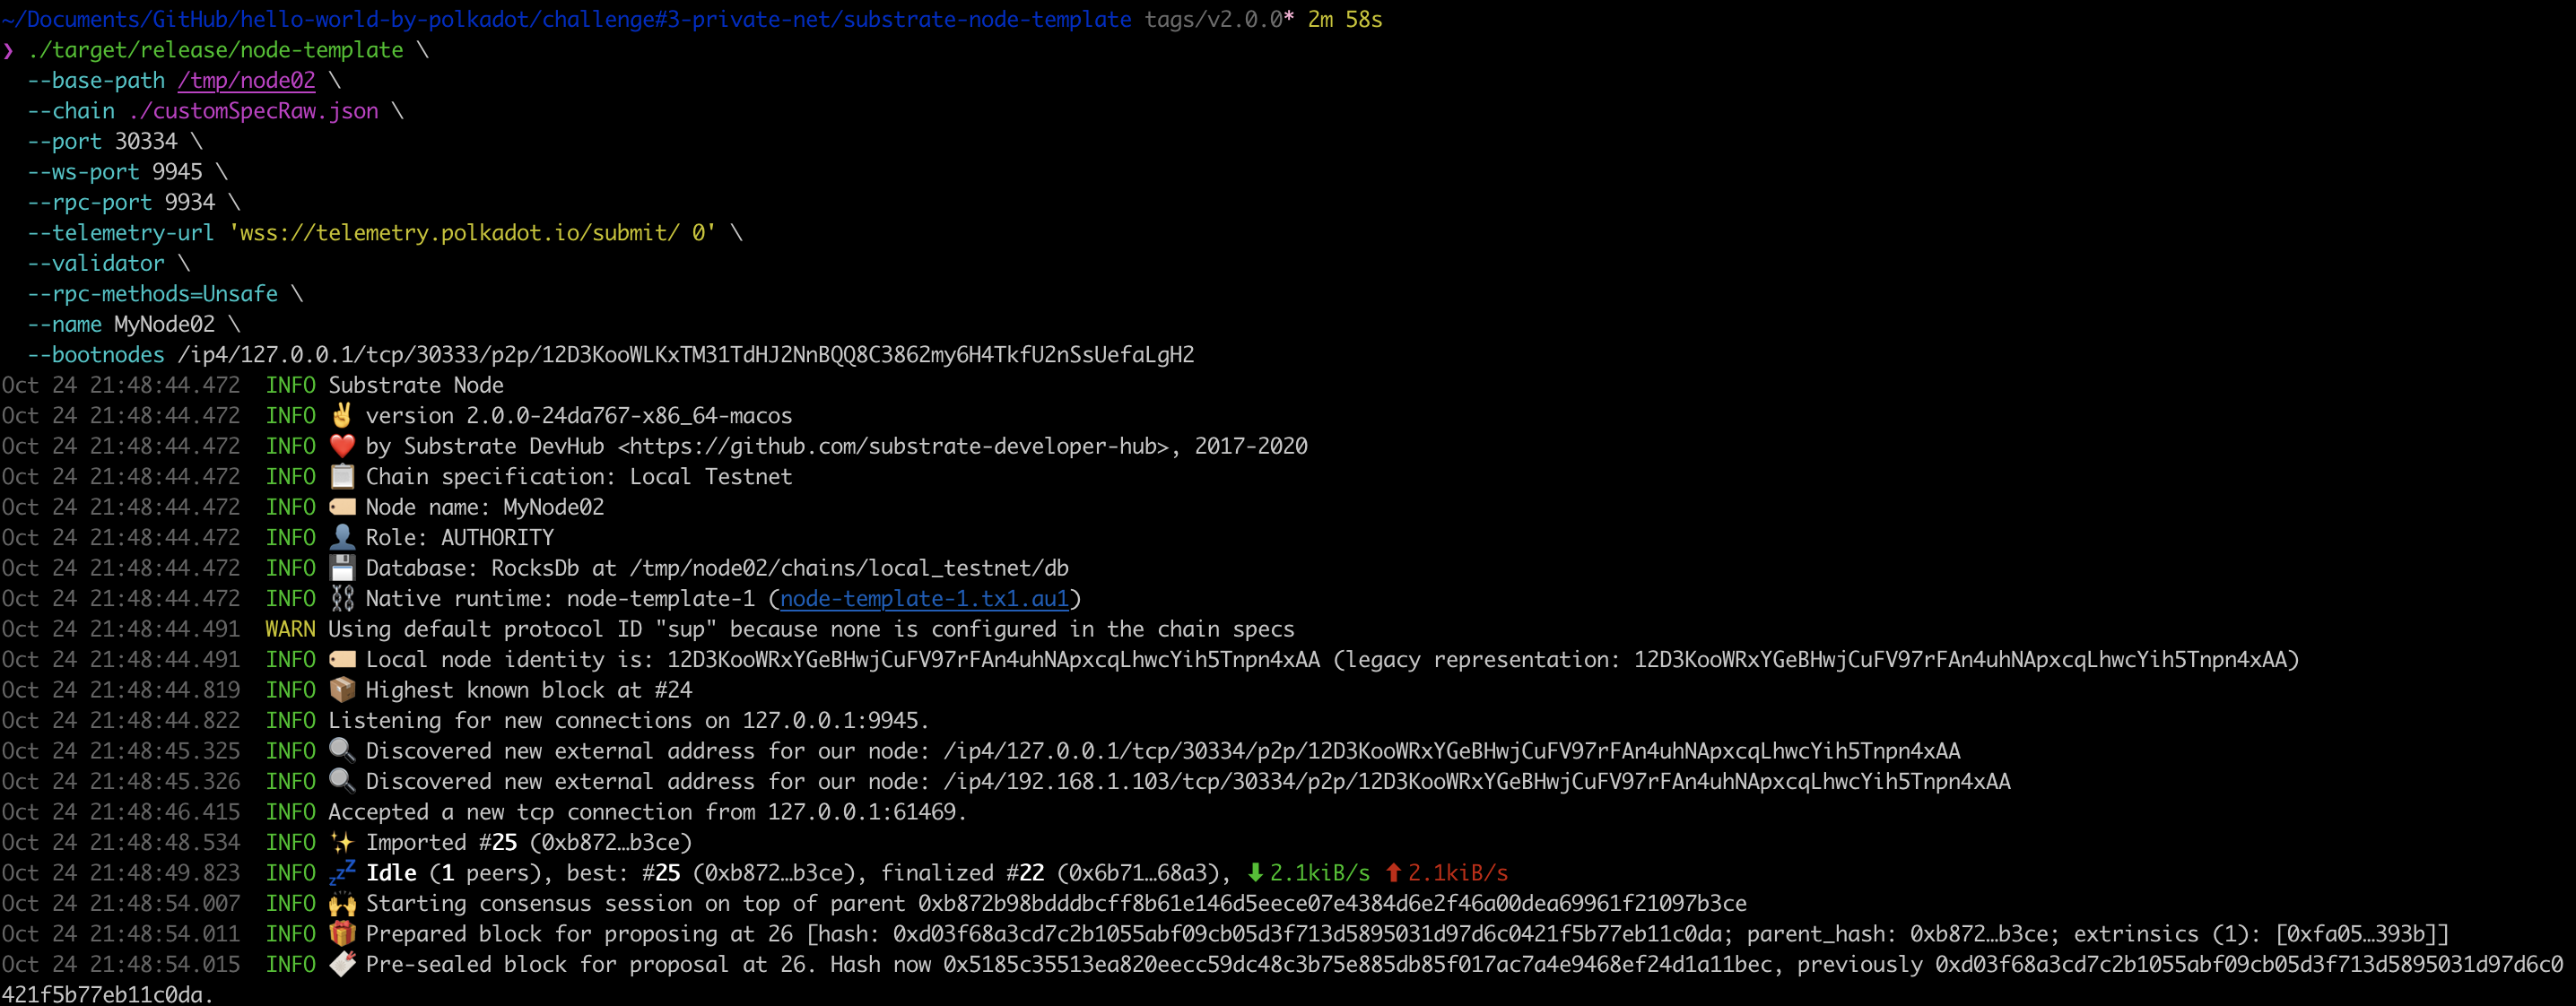 ~/Documents/GitHub/hello-world-by-polkadot/challenge#3-private-net/substrate-node-template tags/v2.0.0* 2m 58s
❯ ./target/release/node-template \
--base-path /tmp/node02 \
--chain ./customSpecRaw.json \
--port 30334 \
--ws-port 9945 \
--rpc-port 9934 \
--telemetry-url 'wss://telemetry.polkadot.io/submit/ 0' \
--validator \
--rpc-methods=Unsafe \
--name MyNode02 \
--bootnodes /ip4/127.0.0.1/tcp/30333/p2p/12D3KooWLKxTM31TdHJ2NnBQQ8C3862my6H4TkfU2nSsUefaLgH2
Oct 24 21:48:44.472 INFO Substrate Node
Oct 24 21:48:44.472 INFO ✌️ version 2.0.0-24da767-x86_64-macos
Oct 24 21:48:44.472 INFO ❤️ by Substrate DevHub <https://github.com/substrate-developer-hub>, 2017-2020
Oct 24 21:48:44.472 INFO 📋 Chain specification: Local Testnet
Oct 24 21:48:44.472 INFO 🏷 Node name: MyNode02
Oct 24 21:48:44.472 INFO 👤 Role: AUTHORITY
Oct 24 21:48:44.472 INFO 💾 Database: RocksDb at /tmp/node02/chains/local_testnet/db
Oct 24 21:48:44.472 INFO ⛓ Native runtime: node-template-1 (node-template-1.tx1.au1)
Oct 24 21:48:44.491 WARN Using default protocol ID "sup" because none is configured in the chain specs
Oct 24 21:48:44.491 INFO 🏷 Local node identity is: 12D3KooWRxYGeBHwjCuFV97rFAn4uhNApxcqLhwcYih5Tnpn4xAA (legacy representation: 12D3KooWRxYGeBHwjCuFV97rFAn4uhNApxcqLhwcYih5Tnpn4xAA)
Oct 24 21:48:44.819 INFO 📦 Highest known block at #24
Oct 24 21:48:44.822 INFO Listening for new connections on 127.0.0.1:9945.
Oct 24 21:48:45.325 INFO 🔍 Discovered new external address for our node: /ip4/127.0.0.1/tcp/30334/p2p/12D3KooWRxYGeBHwjCuFV97rFAn4uhNApxcqLhwcYih5Tnpn4xAA
Oct 24 21:48:45.326 INFO 🔍 Discovered new external address for our node: /ip4/192.168.1.103/tcp/30334/p2p/12D3KooWRxYGeBHwjCuFV97rFAn4uhNApxcqLhwcYih5Tnpn4xAA
Oct 24 21:48:46.415 INFO Accepted a new tcp connection from 127.0.0.1:61469.
Oct 24 21:48:48.534 INFO ✨ Imported #25 (0xb872…b3ce)
Oct 24 21:48:49.823 INFO 💤 Idle (1 peers), best: #25 (0xb872…b3ce), finalized #22 (0x6b71…68a3), ⬇ 2.1kiB/s ⬆ 2.1kiB/s
Oct 24 21:48:54.007 INFO 🙌 Starting consensus session on top of parent 0xb872b98bdddbcff8b61e146d5eece07e4384d6e2f46a00dea69961f21097b3ce
Oct 24 21:48:54.011 INFO 🎁 Prepared block for proposing at 26 [hash: 0xd03f68a3cd7c2b1055abf09cb05d3f713d5895031d97d6c0421f5b77eb11c0da; parent_hash: 0xb872…b3ce; extrinsics (1): [0xfa05…393b]]
Oct 24 21:48:54.015 INFO 🔖 Pre-sealed block for proposal at 26. Hash now 0x5185c35513ea820eecc59dc48c3b75e885db85f017ac7a4e9468ef24d1a11bec, previously 0xd03f68a3cd7c2b1055abf09cb05d3f713d5895031d97d6c0
421f5b77eb11c0da.